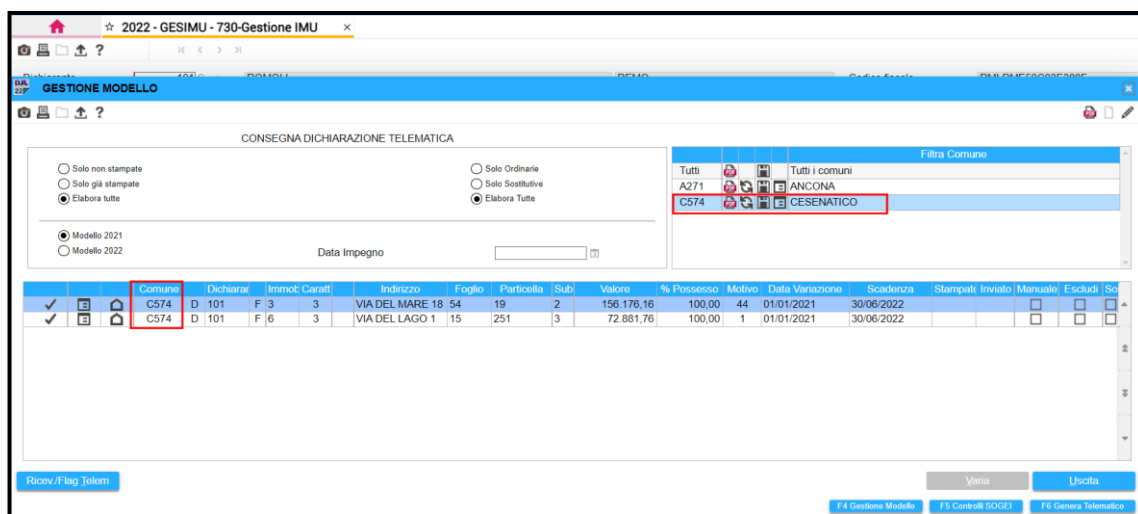 2022 - GESIMU - 730-Gestione IMU ×
?
DJL 22 GESTIONE MODELLO
?
CONSEGNA DICHIARAZIONE TELEMATICA
Solo non stampate
Solo già stampate
Elabora tutte
Solo Ordinarie
Solo Sostitutive
Elabora Tutte
Modello 2021
Modello 2022
Data Impegno
Filtra Comune
Tutti Tutti i comuni
A271 ANCONA
C574 CESENATICO
Comune Dichiarar Immot Caratt Indirizzo Foglio Particella Sub Valore % Possesso Motivo Data Variazione Scadenza Stampato Inviato Manuale Escludi So
C574 D 101 F 3 3 VIA DEL MARE 18 54 19 2 156.176,16 100,00 44 01/01/2021 30/06/2022
C574 D 101 F 6 3 VIA DEL LAGO 1 15 251 3 72.881,76 100,00 1 01/01/2021 30/06/2022
Ricev./Flag Telem
Varia
Uscita
F4 Gestione Modello
F5 Controlli SOGEI
F6 Genera Telematico